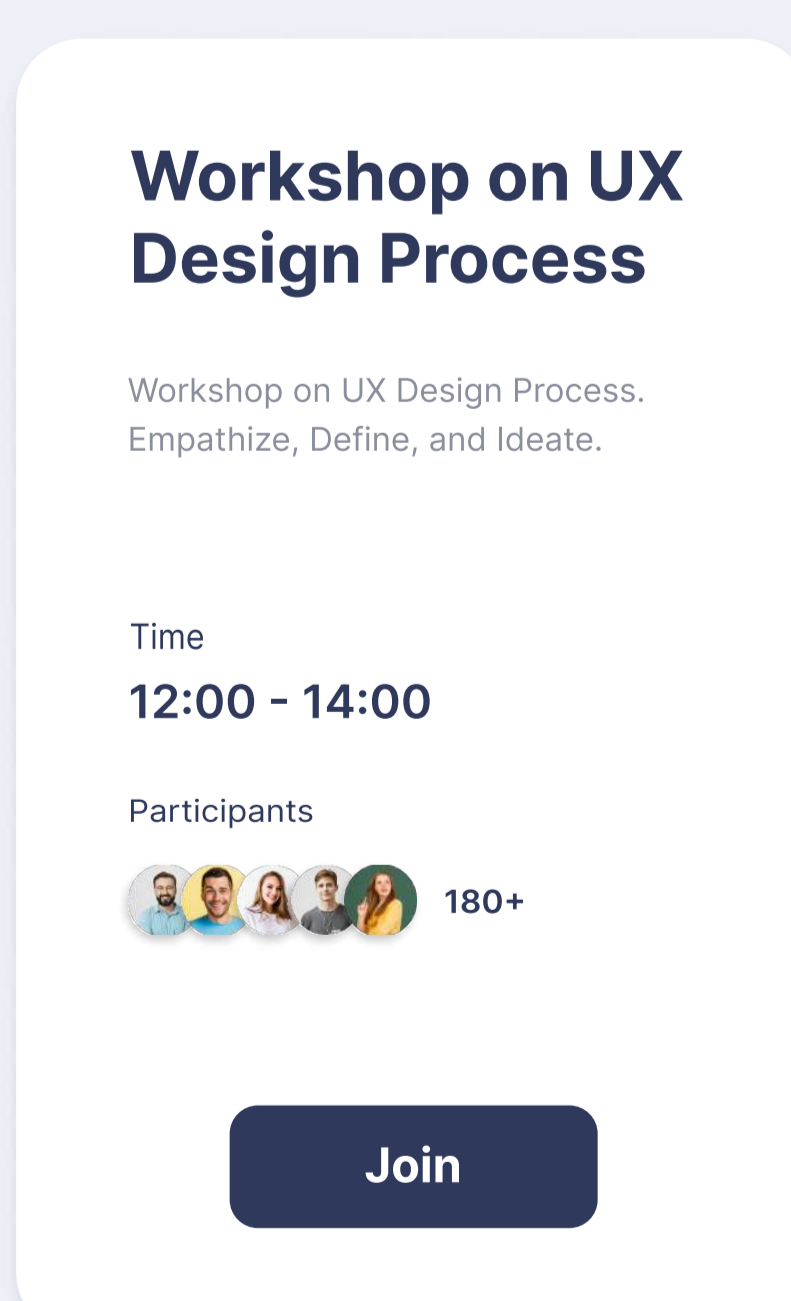 Workshop on UX
Design Process
Workshop on UX Design Process.
Empathize, Define, and Ideate.
Time
12:00 - 14:00
Participants
180+
Join